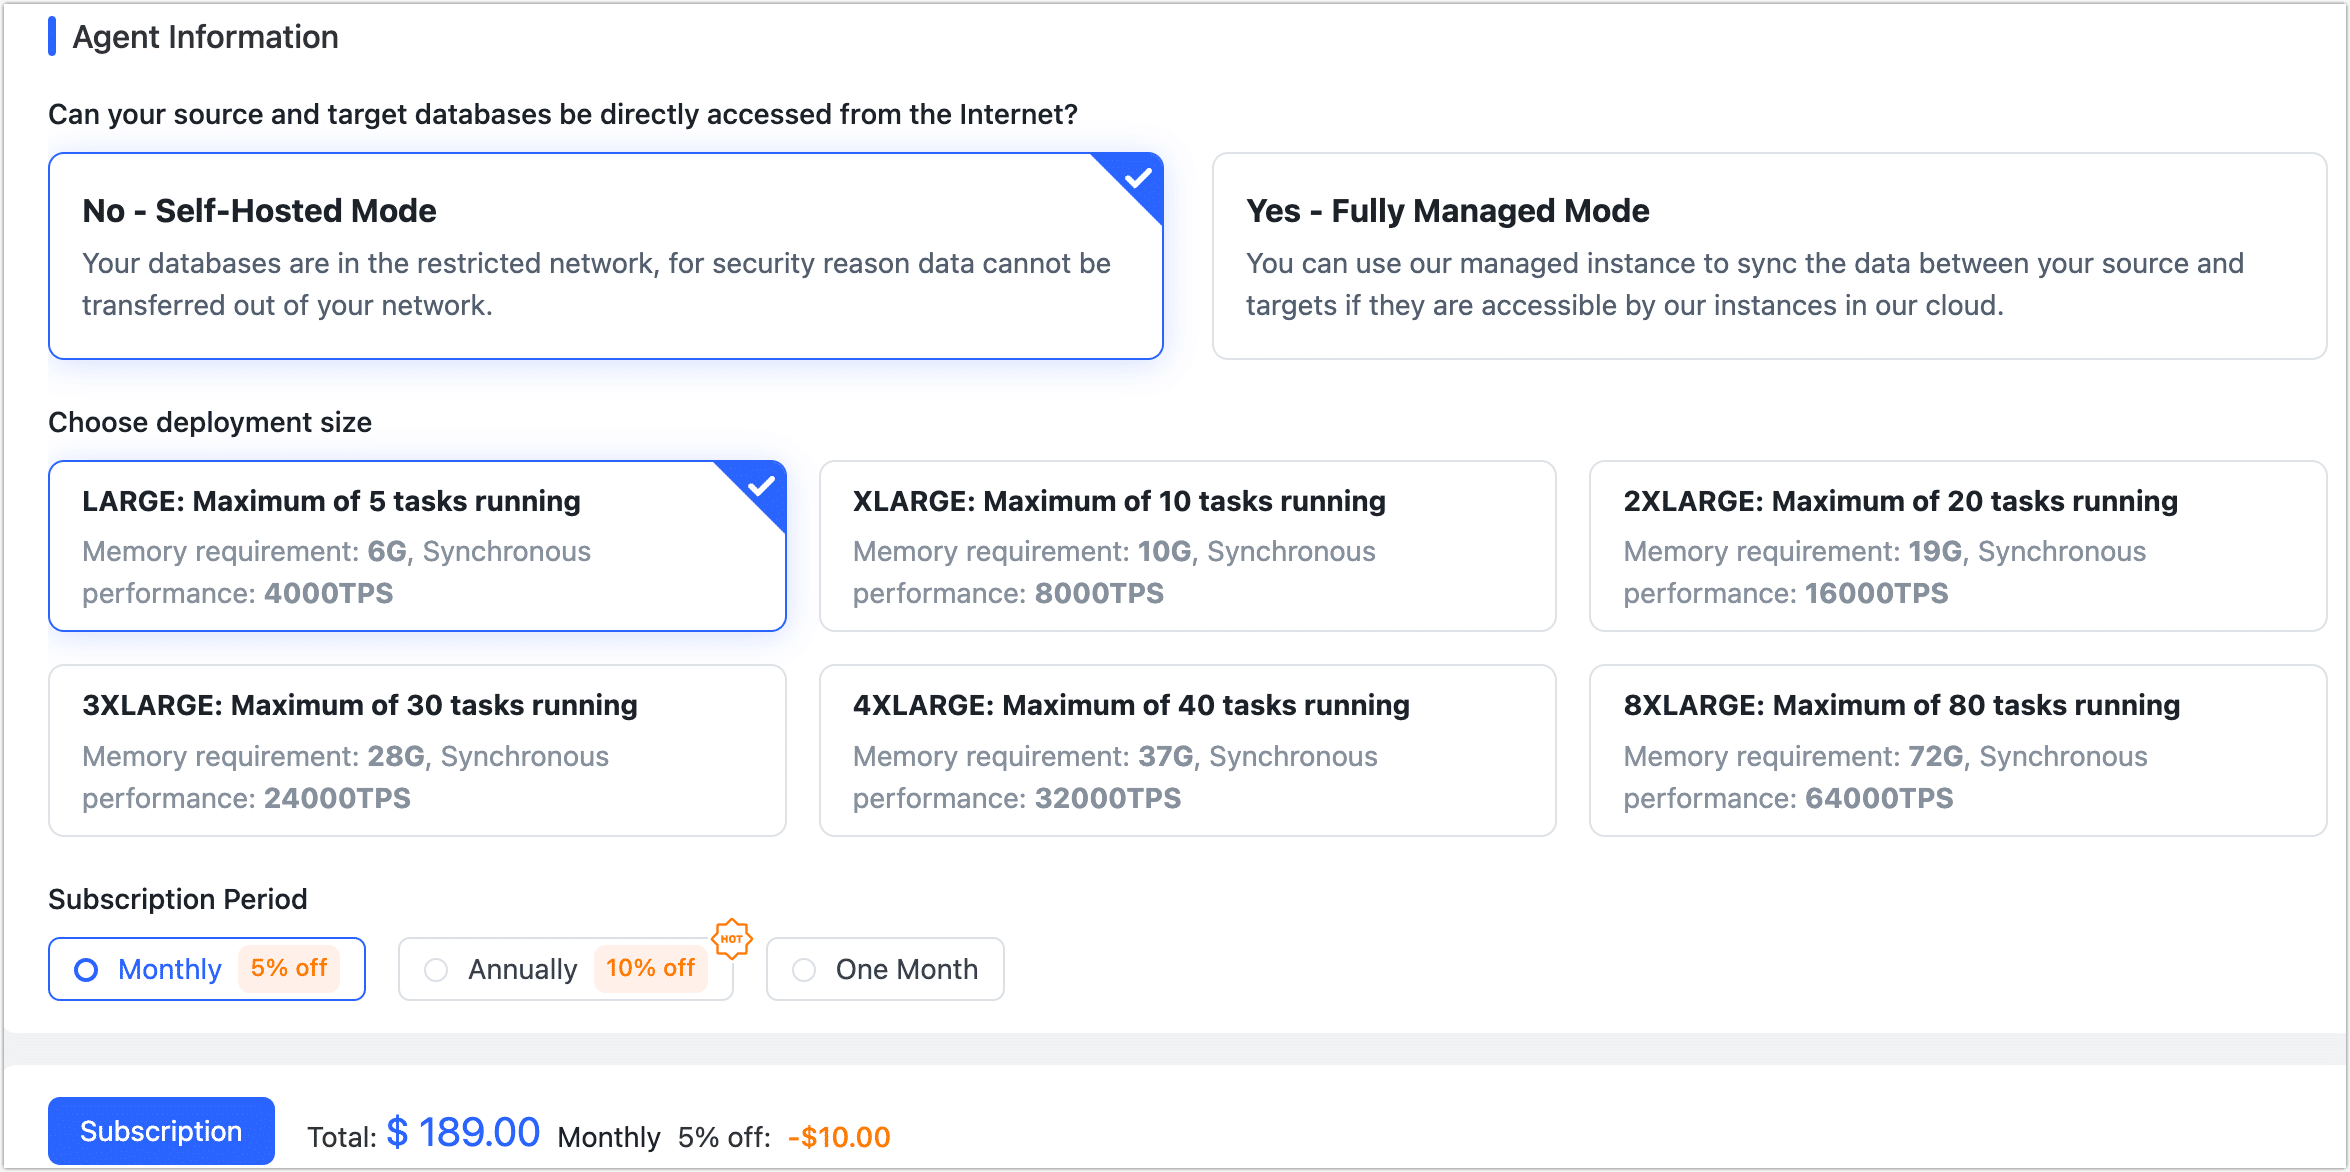 Agent Information
Can your source and target databases be directly accessed from the Internet?
No - Self-Hosted Mode
Your databases are in the restricted network, for security reason data cannot be
transferred out of your network.
Yes - Fully Managed Mode
You can use our managed instance to sync the data between your source and
targets if they are accessible by our instances in our cloud.
Choose deployment size
LARGE: Maximum of 5 tasks running
Memory requirement: 6G, Synchronous
performance: 4000TPS
XLARGE: Maximum of 10 tasks running
Memory requirement: 10G, Synchronous
performance: 8000TPS
2XLARGE: Maximum of 20 tasks running
Memory requirement: 19G, Synchronous
performance: 16000TPS
3XLARGE: Maximum of 30 tasks running
Memory requirement: 28G, Synchronous
performance: 24000TPS
4XLARGE: Maximum of 40 tasks running
Memory requirement: 37G, Synchronous
performance: 32000TPS
8XLARGE: Maximum of 80 tasks running
Memory requirement: 72G, Synchronous
performance: 64000TPS
Subscription Period
Monthly 5% off
Annually 10% off
HOT
One Month
Subscription
Total: $ 189.00 Monthly 5% off: -$10.00